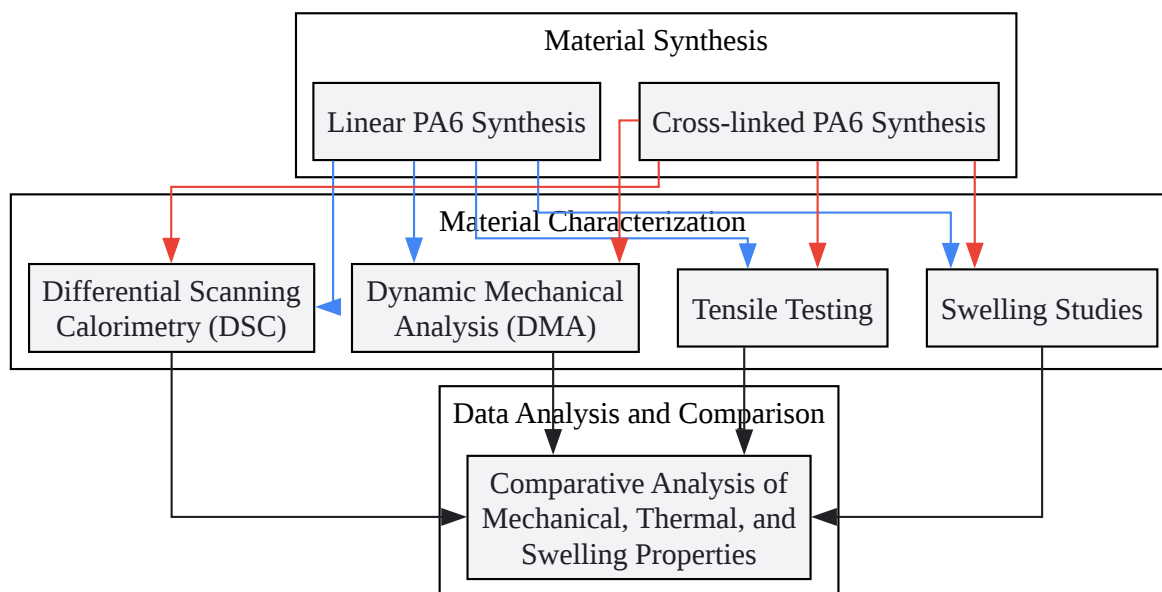 Material Synthesis
Linear PA6 Synthesis
Cross-linked PA6 Synthesis
Material Characterization
Differential Scanning
Calorimetry (DSC)
Dynamic Mechanical
Analysis (DMA)
Tensile Testing
Swelling Studies
Data Analysis and Comparison
Comparative Analysis of
Mechanical, Thermal, and
Swelling Properties